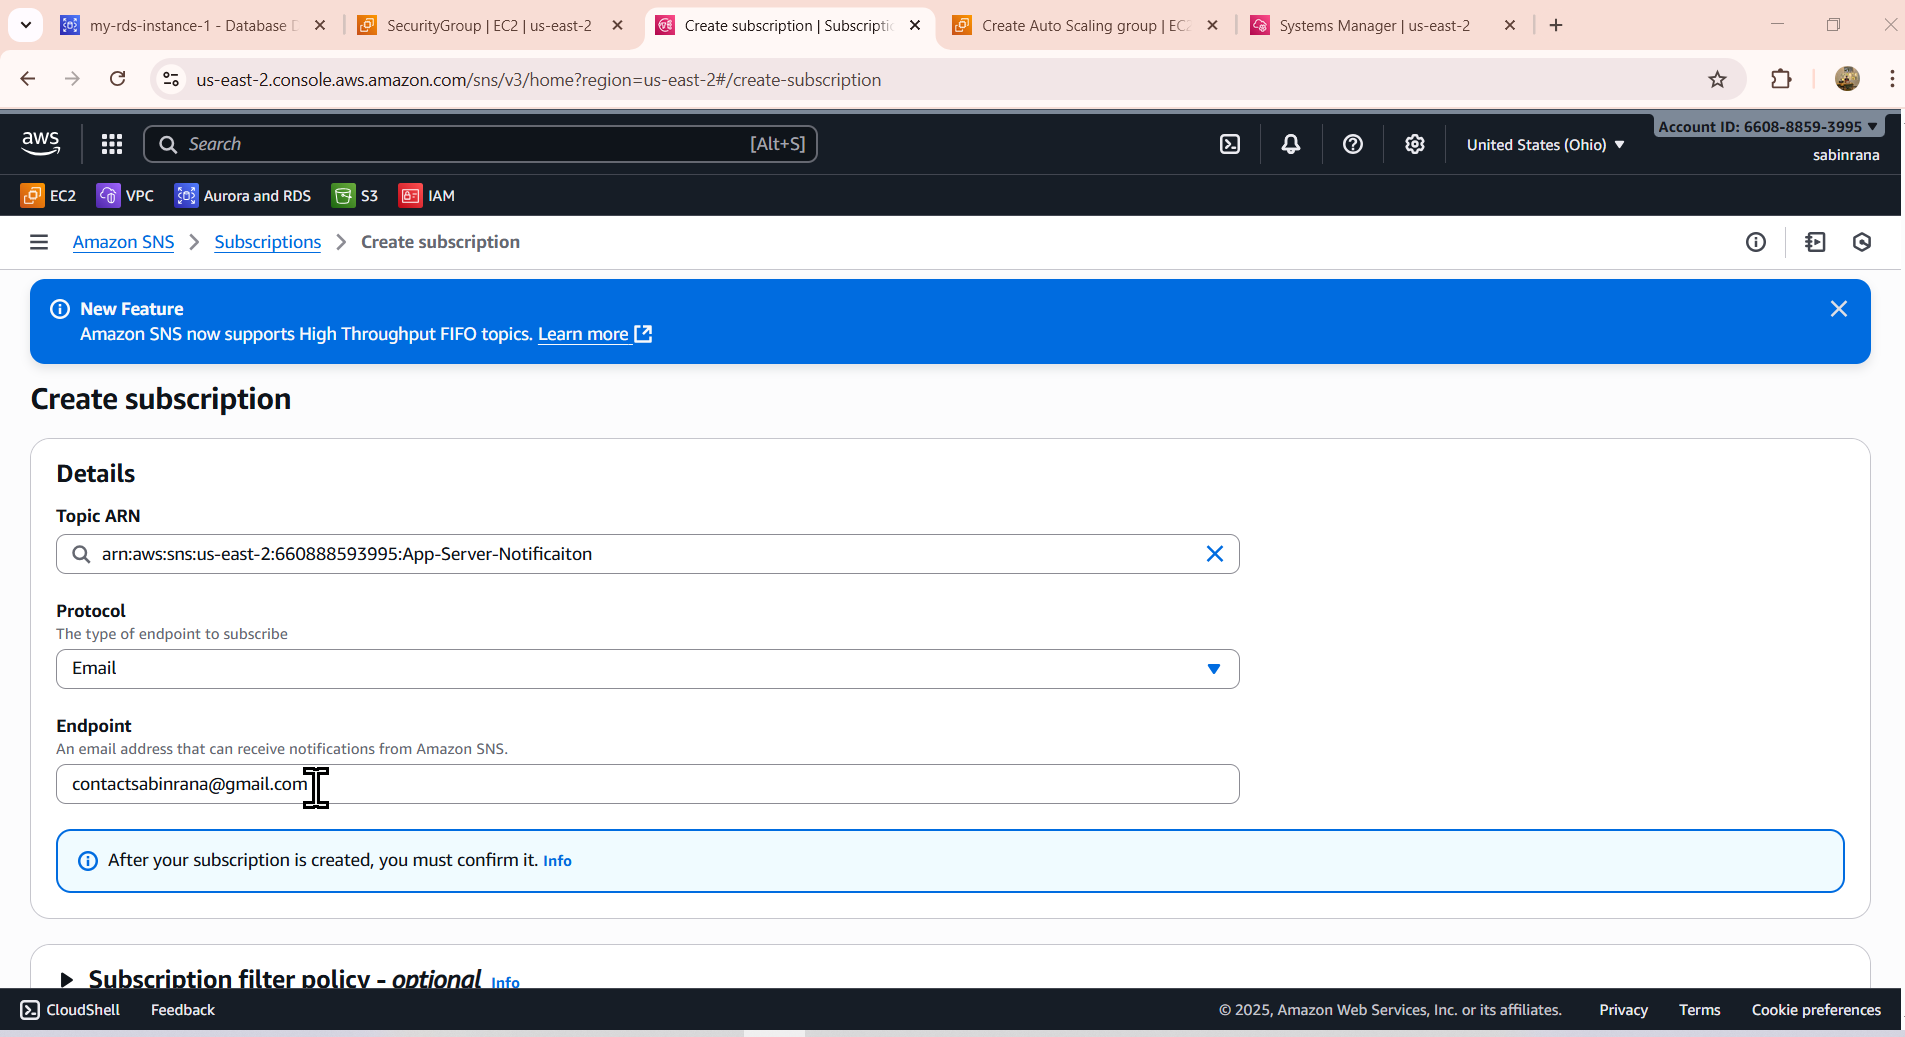 my-rds-instance-1 - Database D
SecurityGroup | EC2 | us-east-2
Create subscription | Subscripti
Create Auto Scaling group | EC2
Systems Manager | us-east-2
us-east-2.console.aws.amazon.com/sns/v3/home?region=us-east-2#/create-subscription
aws
Search
[Alt+S]
United States (Ohio)
Account ID: 6608-8859-3995
sabinrana
EC2
VPC
Aurora and RDS
S3
IAM
Amazon SNS
Subscriptions
Create subscription
New Feature
Amazon SNS now supports High Throughput FIFO topics. Learn more
Create subscription
Details
Topic ARN
arn:aws:sns:us-east-2:660888593995:App-Server-Notificaiton
Protocol
The type of endpoint to subscribe
Email
Endpoint
An email address that can receive notifications from Amazon SNS.
contactsabinrana@gmail.com
After your subscription is created, you must confirm it. Info
Subscription filter policy - optional Info
CloudShell
Feedback
© 2025, Amazon Web Services, Inc. or its affiliates.
Privacy
Terms
Cookie preferences